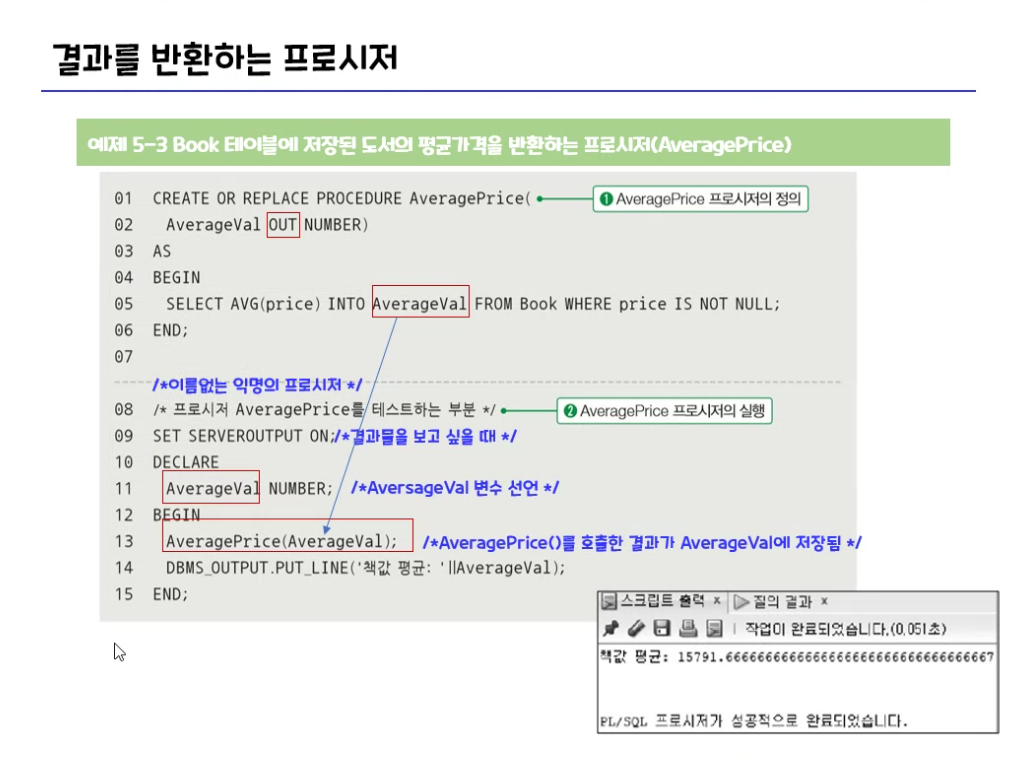 결과를 반환하는 프로시저
예제 5-3 Book 테이블에 저장된 도서의 평균가격을 반환하는 프로시저(AveragePrice)
01 CREATE OR REPLACE PROCEDURE AveragePrice( ❶ AveragePrice 프로시저의 정의
02 AverageVal OUT NUMBER)
03 AS
04 BEGIN
05 SELECT AVG(price) INTO AverageVal FROM Book WHERE price IS NOT NULL;
06 END;
07
/*이름없는 익명의 프로시저 */
08 /* 프로시저 AveragePrice를 테스트하는 부분 */ ❷ AveragePrice 프로시저의 실행
09 SET SERVEROUTPUT ON; /*결과물을 보고 싶을 때 */
10 DECLARE
11 AverageVal NUMBER; /*AversageVal 변수 선언 */
12 BEGIN
13 AveragePrice(AverageVal); /*AveragePrice()를 호출한 결과가 AverageVal에 저장됨 */
14 DBMS_OUTPUT.PUT_LINE('책값 평균: '||AverageVal);
15 END;
스크립트 출력 x 질의 결과 x
작업이 완료되었습니다.(0.051초)
책값 평균: 15791.6666666666666666666666666666666667
PL/SQL 프로시저가 성공적으로 완료되었습니다.